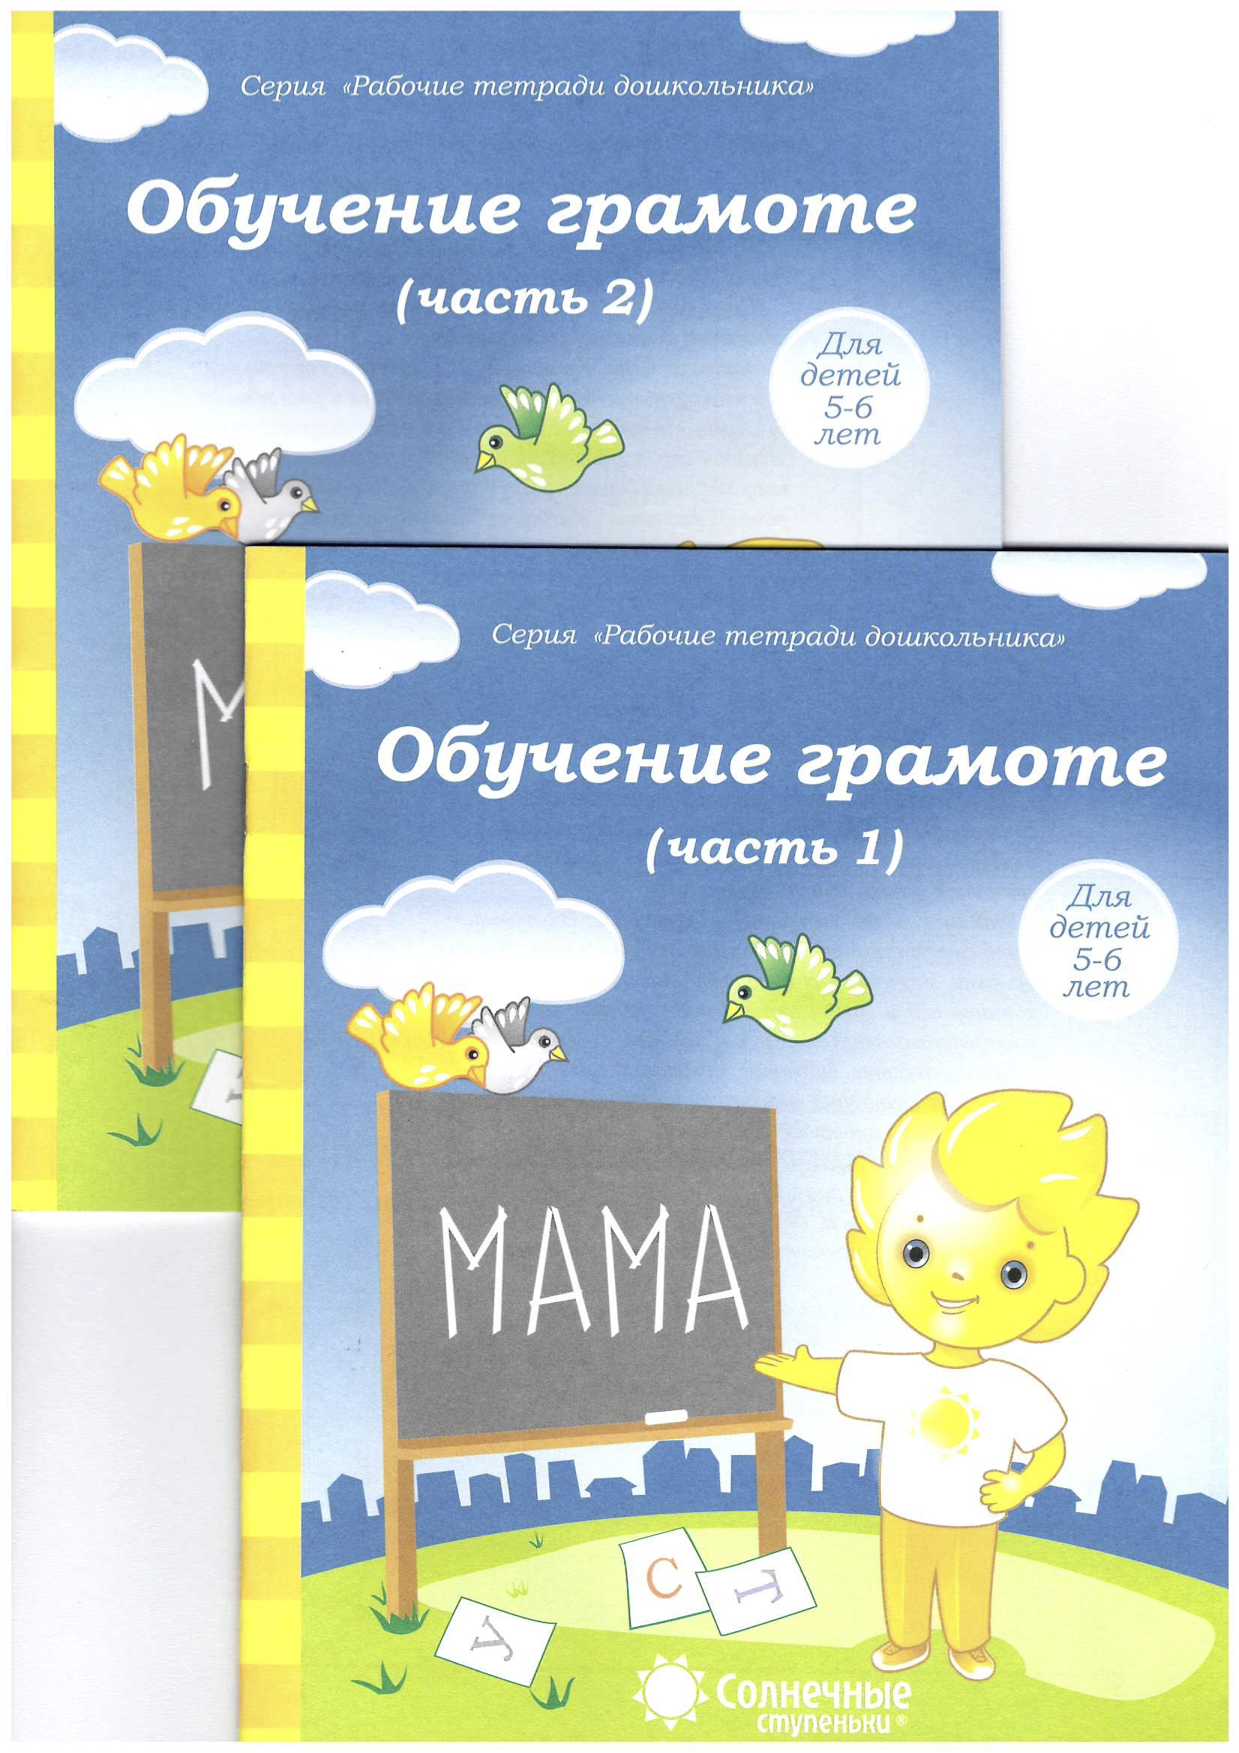 Серия «Рабочие тетради дошкольника»
Обучение грамоте
(часть 2)
Для
детей
5-6
лет
М
Серия «Рабочие тетради дошкольника»
Обучение грамоте
(часть 1)
Для
детей
5-6
лет
МАМА
С
Т
У
Солнечные
ступеньки®